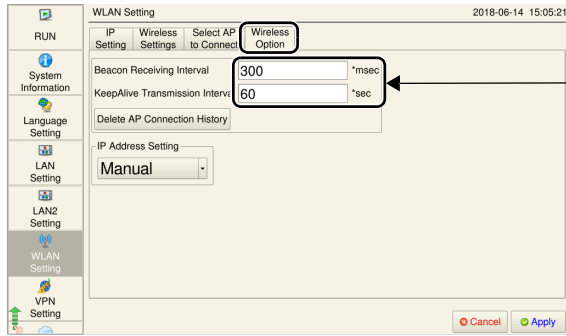 WLAN Setting
2018-06-14 15:05:21
RUN
System
Information
Language
Setting
LAN
Setting
LAN2
Setting
WLAN
Setting
VPN
Setting
IP
Setting
Wireless
Settings
Select AP
to Connect
Wireless
Option
Beacon Receiving Interval 300 *msec
KeepAlive Transmission Interva 60 *sec
Delete AP Connection History
IP Address Setting
Manual
Cancel
Apply